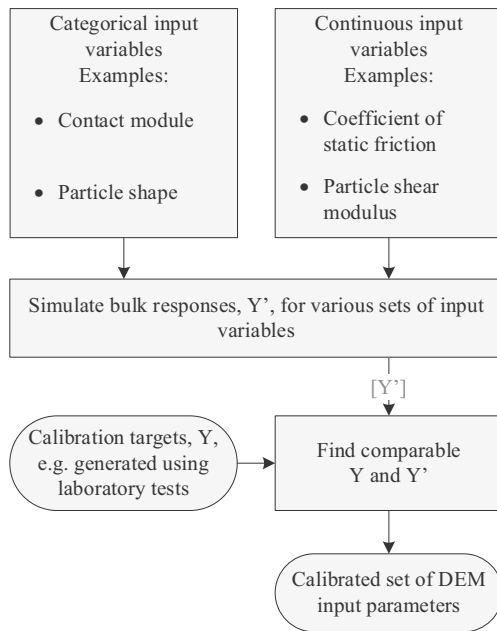 Categorical input
variables
Examples:
• Contact module
• Particle shape
Continuous input
variables
Examples:
• Coefficient of
static friction
• Particle shear
modulus
Simulate bulk responses, Y’, for various sets of input
variables
[Y’]
Calibration targets, Y,
e.g. generated using
laboratory tests
Find comparable
Y and Y’
Calibrated set of DEM
input parameters